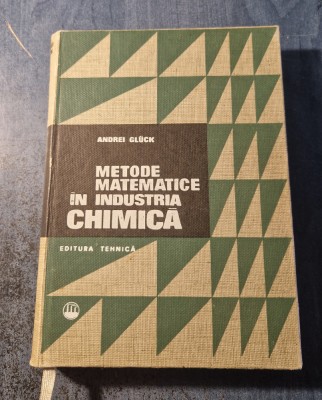 ANDREI GLÜCK
METODE
MATEMATICE
ÎN INDUSTRIA
CHIMICĂ
EDITURA TEHNICĂ